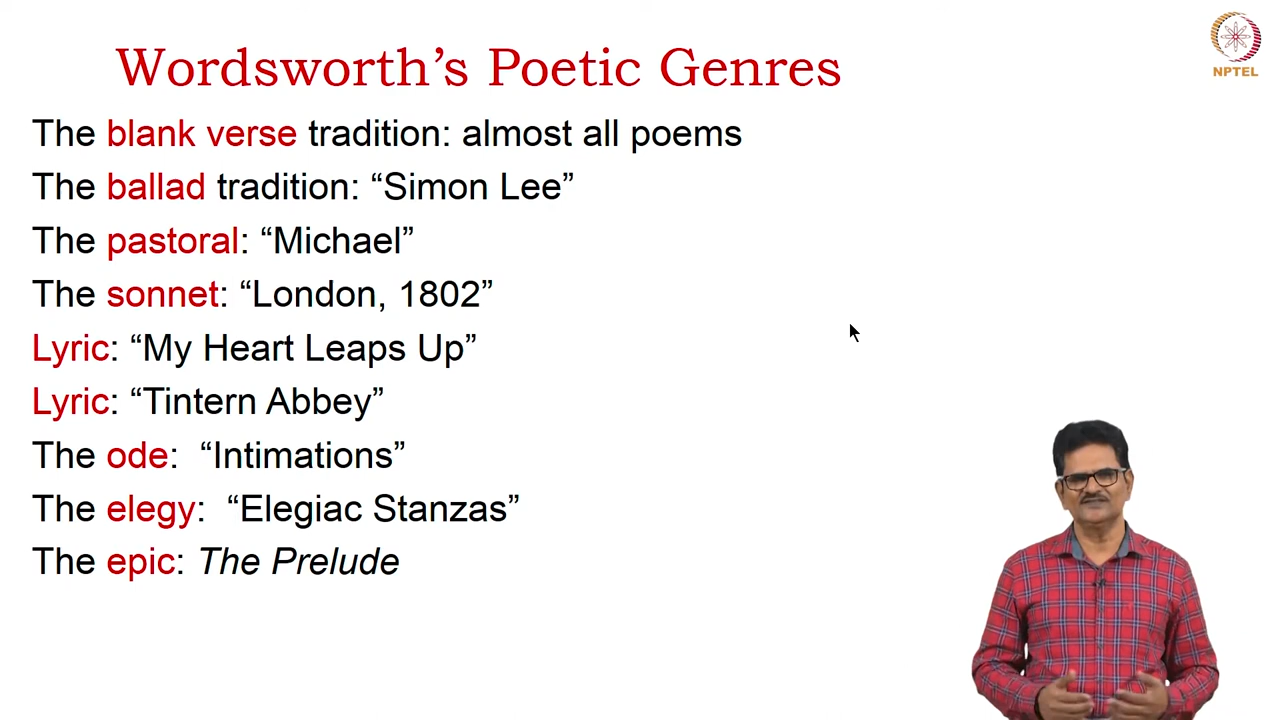 Wordsworth’s Poetic Genres
NPTEL
The blank verse tradition: almost all poems
The ballad tradition: “Simon Lee”
The pastoral: “Michael”
The sonnet: “London, 1802”
Lyric: “My Heart Leaps Up”
Lyric: “Tintern Abbey”
The ode: “Intimations”
The elegy: “Elegiac Stanzas”
The epic: The Prelude